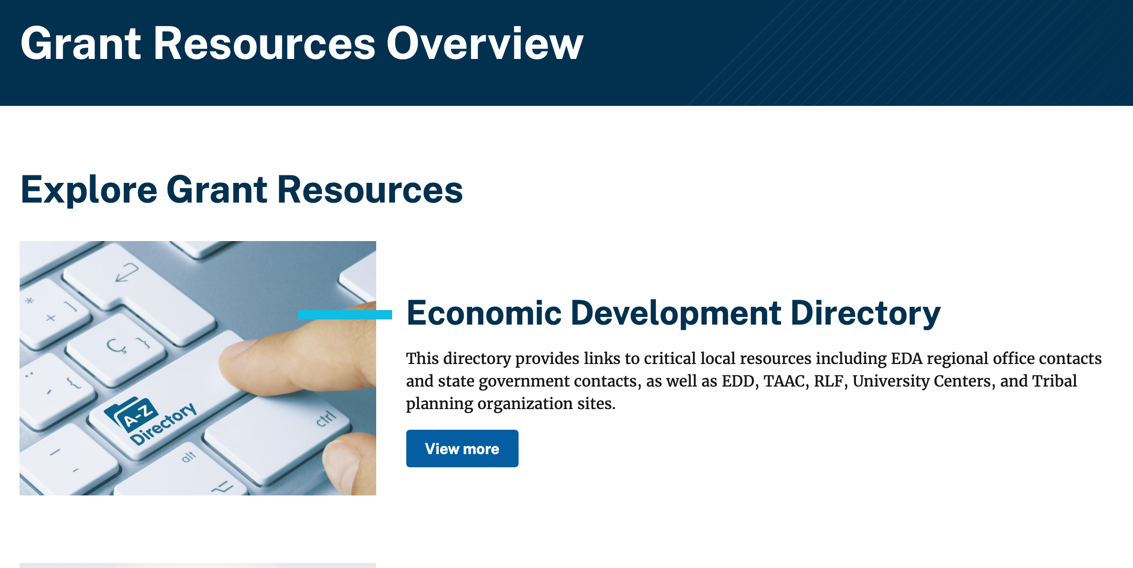 Grant Resources Overview
Explore Grant Resources
A-Z
Directory
alt
ctrl
Economic Development Directory
This directory provides links to critical local resources including EDA regional office contacts
and state government contacts, as well as EDD, TAAC, RLF, University Centers, and Tribal
planning organization sites.
View more